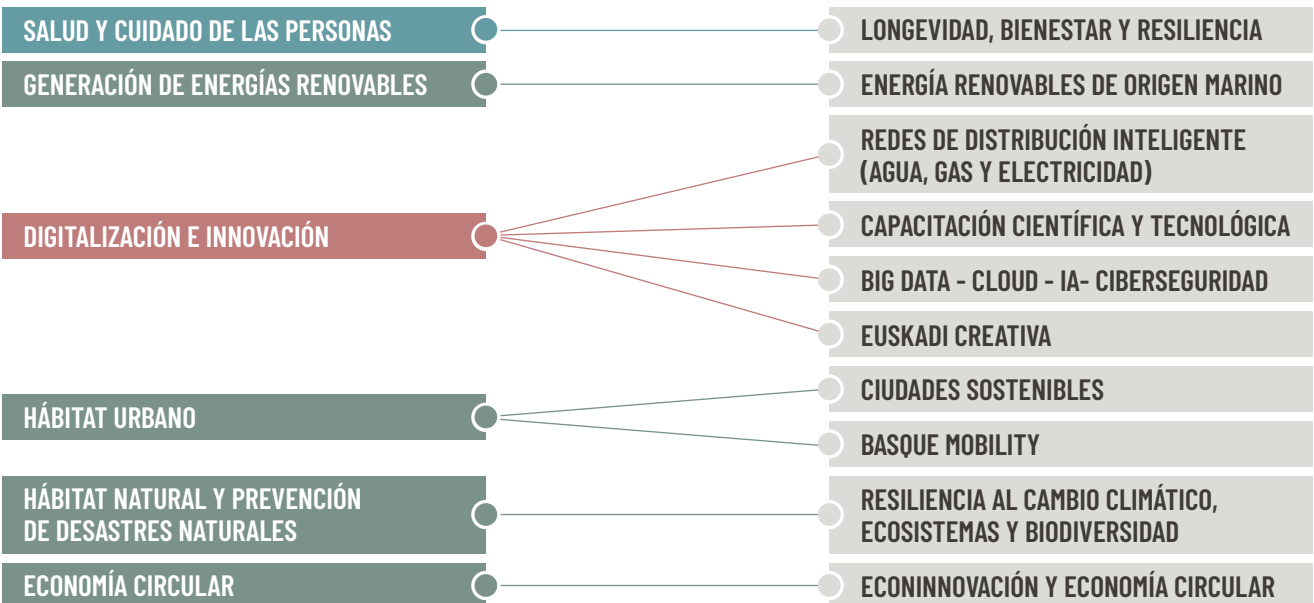 SALUD Y CUIDADO DE LAS PERSONAS
LONGEVIDAD, BIENESTAR Y RESILIENCIA
GENERACIÓN DE ENERGÍAS RENOVABLES
ENERGÍA RENOVABLES DE ORIGEN MARINO
DIGITALIZACIÓN E INNOVACIÓN
REDES DE DISTRIBUCIÓN INTELIGENTE
(AGUA, GAS Y ELECTRICIDAD)
CAPACITACIÓN CIENTÍFICA Y TECNOLÓGICA
BIG DATA - CLOUD - IA- CIBERSEGURIDAD
EUSKADI CREATIVA
HÁBITAT URBANO
CIUDADES SOSTENIBLES
BASQUE MOBILITY
HÁBITAT NATURAL Y PREVENCIÓN
DE DESASTRES NATURALES
RESILIENCIA AL CAMBIO CLIMÁTICO,
ECOSISTEMAS Y BIODIVERSIDAD
ECONOMÍA CIRCULAR
ECONINNOVACIÓN Y ECONOMÍA CIRCULAR